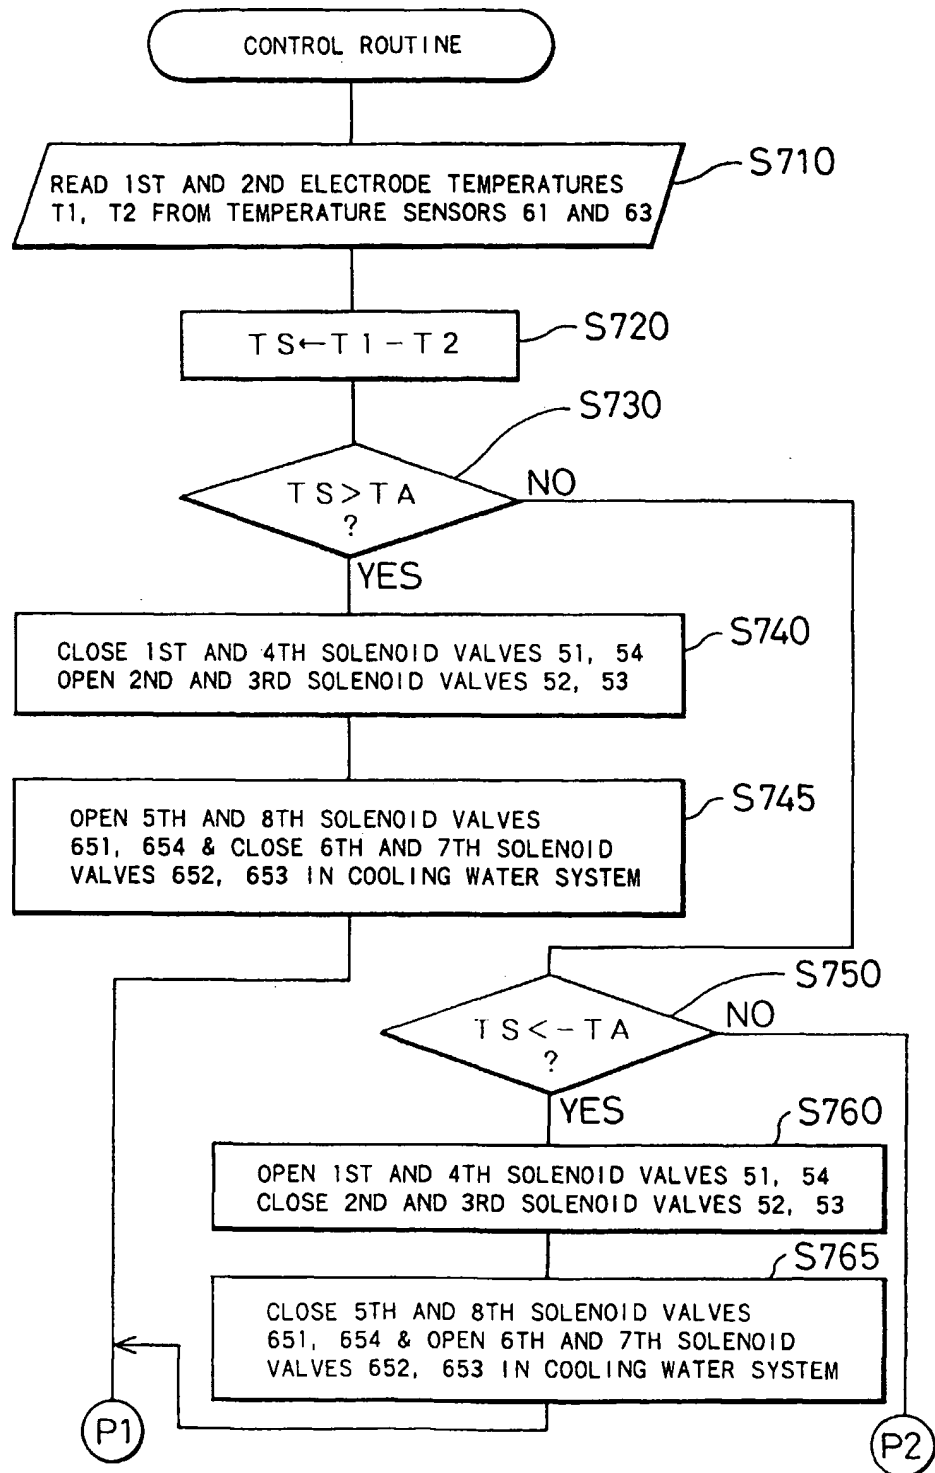 CONTROL ROUTINE
S710
READ 1ST AND 2ND ELECTRODE TEMPERATURES
T1, T2 FROM TEMPERATURE SENSORS 61 AND 63
S720
TS←T1-T2
S730
TS>TA
?
NO
YES
S740
CLOSE 1ST AND 4TH SOLENOID VALVES 51, 54
OPEN 2ND AND 3RD SOLENOID VALVES 52, 53
S745
OPEN 5TH AND 8TH SOLENOID VALVES
651, 654 & CLOSE 6TH AND 7TH SOLENOID
VALVES 652, 653 IN COOLING WATER SYSTEM
S750
TS<-TA
?
NO
YES
S760
OPEN 1ST AND 4TH SOLENOID VALVES 51, 54
CLOSE 2ND AND 3RD SOLENOID VALVES 52, 53
S765
CLOSE 5TH AND 8TH SOLENOID VALVES
651, 654 & OPEN 6TH AND 7TH SOLENOID
VALVES 652, 653 IN COOLING WATER SYSTEM
P1
P2